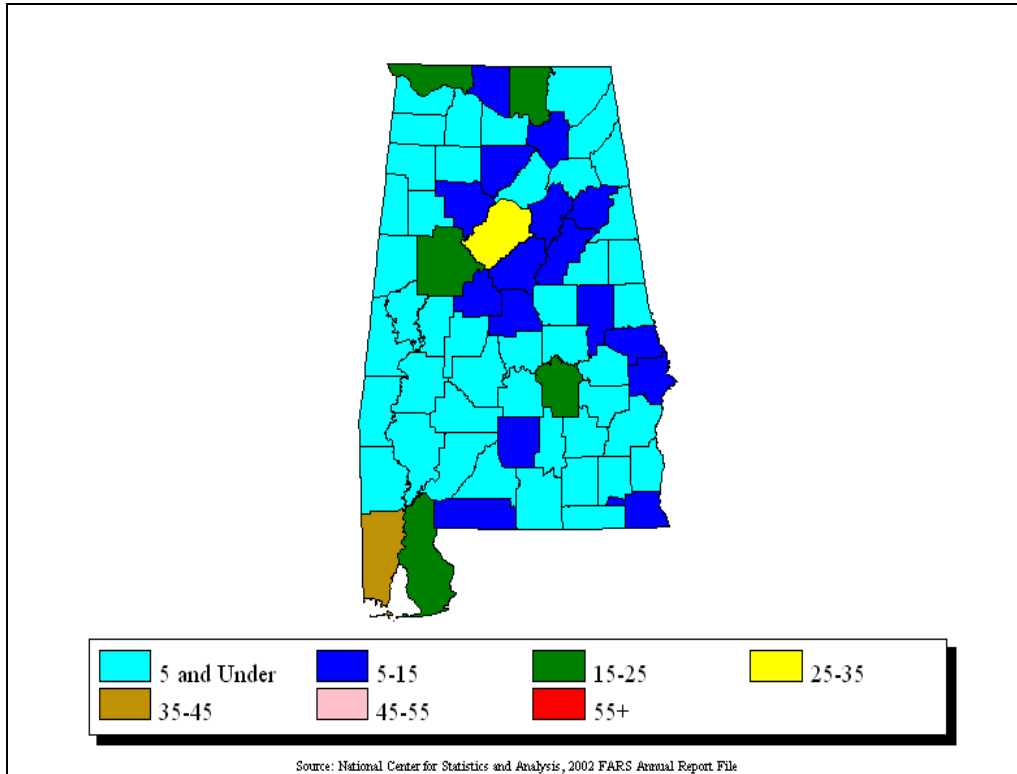 5 and Under 5-15 15-25 25-35
35-45 45-55 55+
Source: National Center for Statistics and Analysis, 2002 FARS Annual Report File